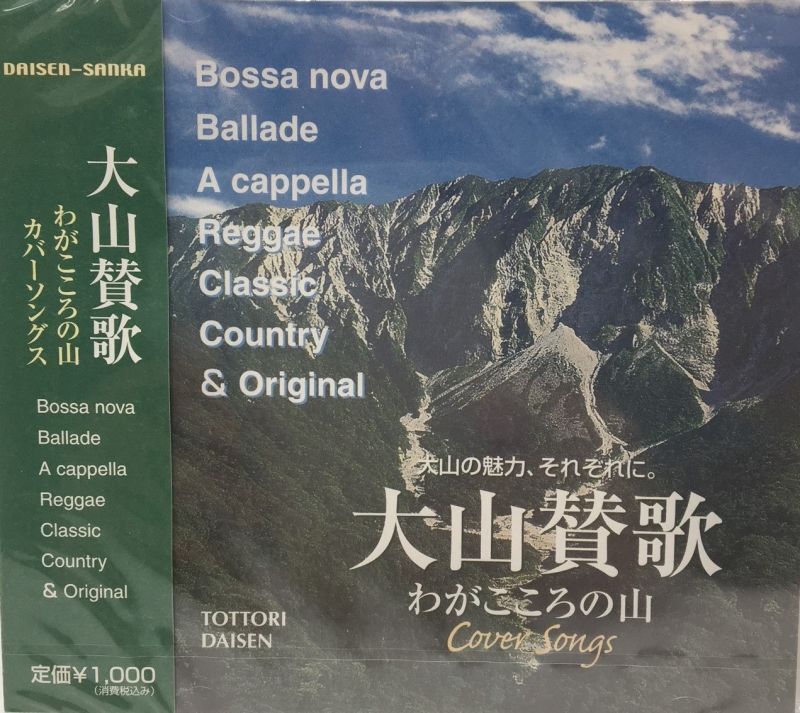 DAISEN-SANKA
大山賛歌
わがこころの山
カバーソングス
Bossa nova
Ballade
A cappella
Reggae
Classic
Country
& Original
定価¥1,000
(消費税込み)
Bossa nova
Ballade
A cappella
Reggae
Classic
Country
& Original
大山の魅力、それぞれに。
大山賛歌
わがこころの山
Cover Songs
TOTTORI
DAISEN